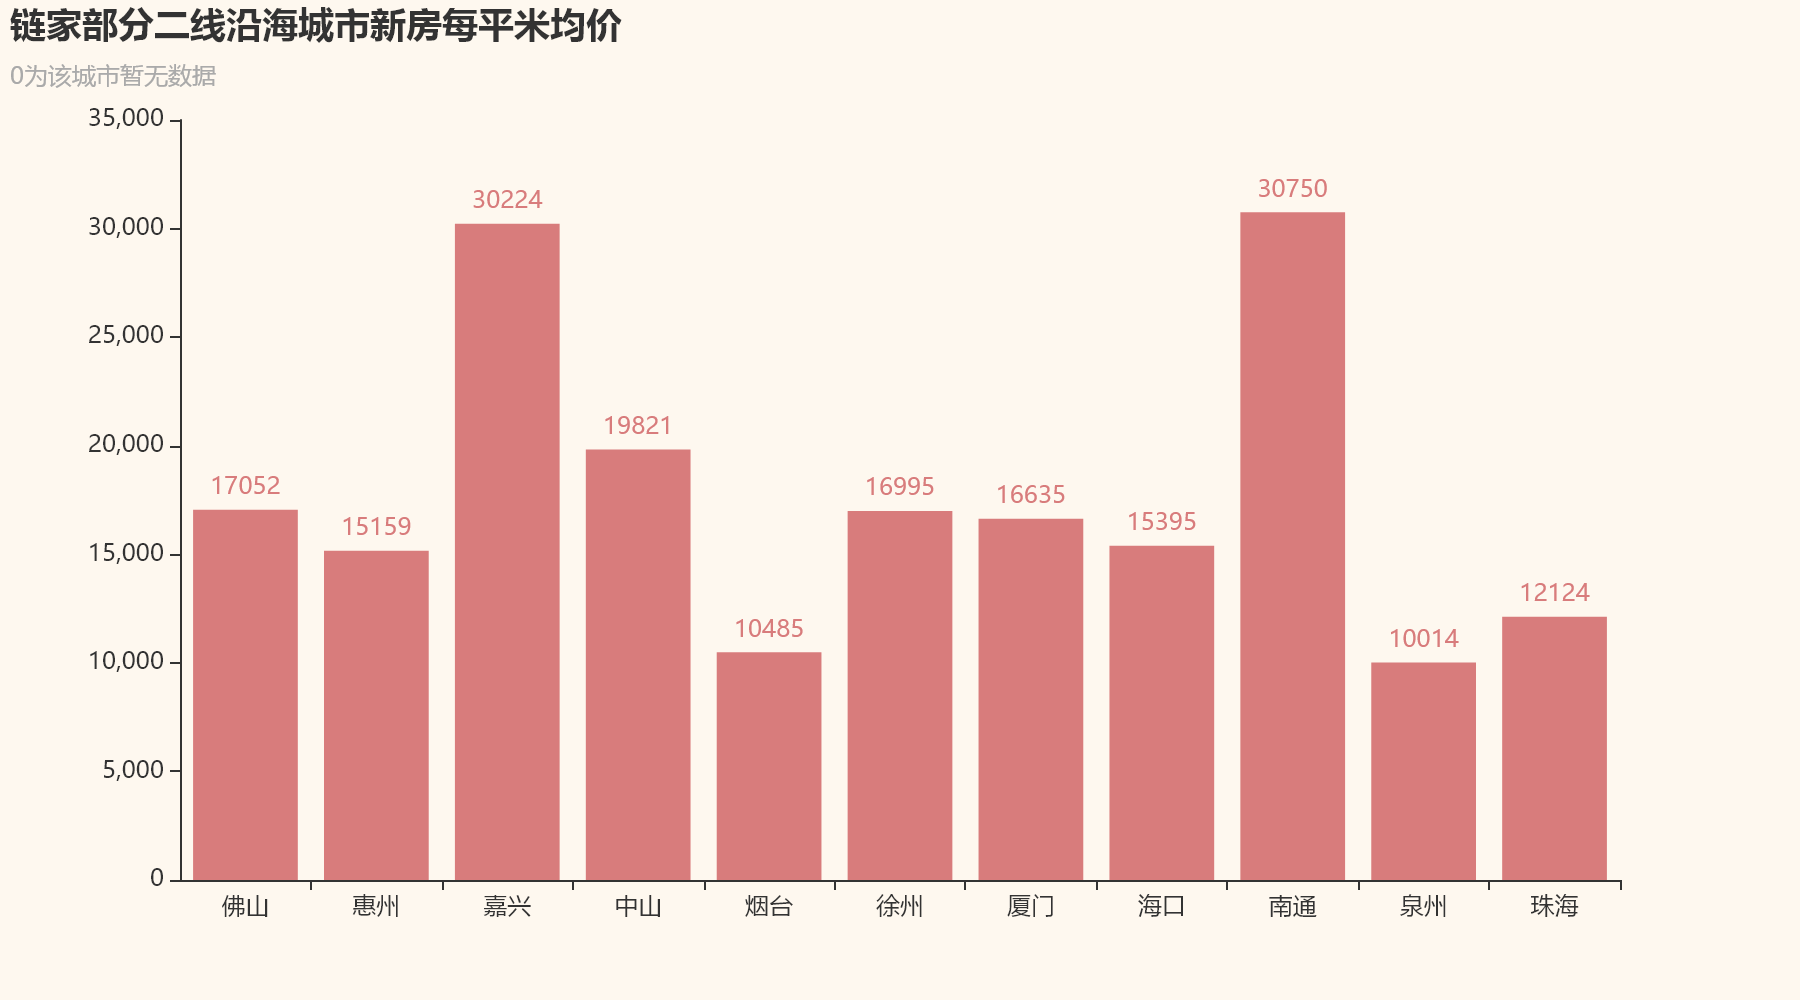 链家部分二线沿海城市新房每平米均价
0为该城市暂无数据
35,000
30,000
25,000
20,000
15,000
10,000
5,000
0
17052
15159
30224
19821
10485
16995
16635
15395
30750
10014
12124
佛山
惠州
嘉兴
中山
烟台
徐州
厦门
海口
南通
泉州
珠海